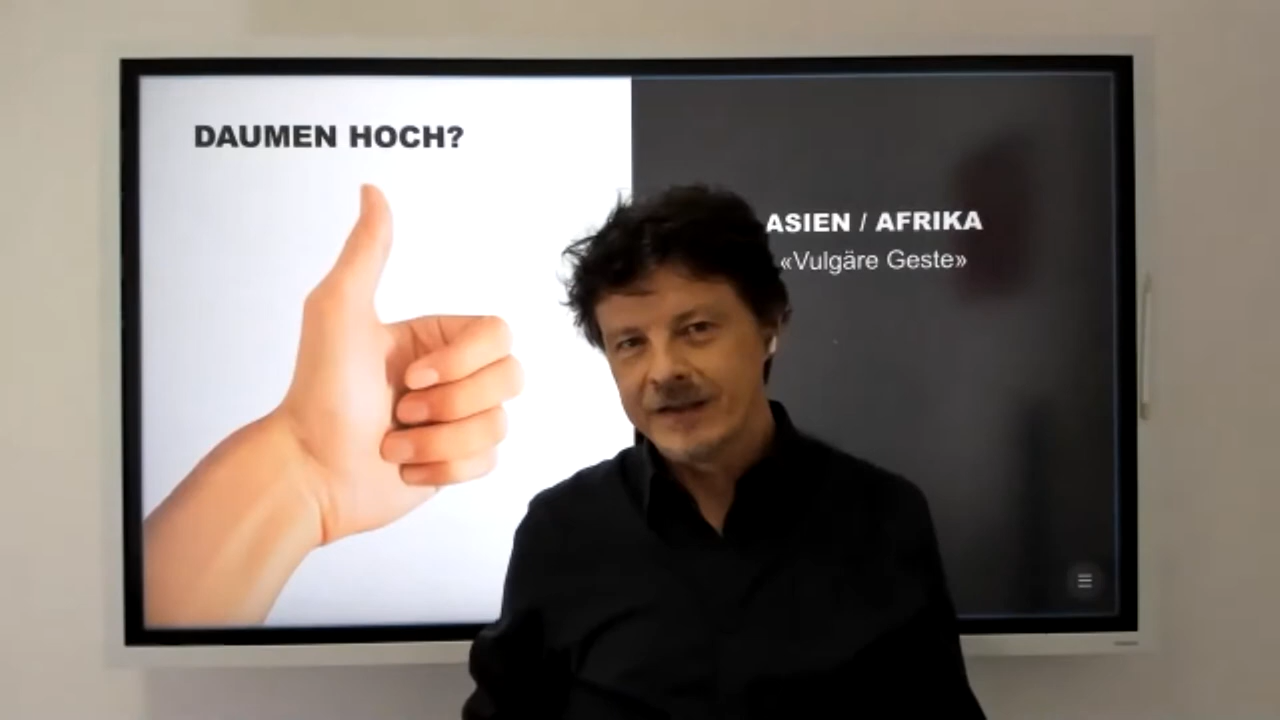 DAUMEN HOCH?
ASIEN / AFRIKA
«Vulgäre Geste»